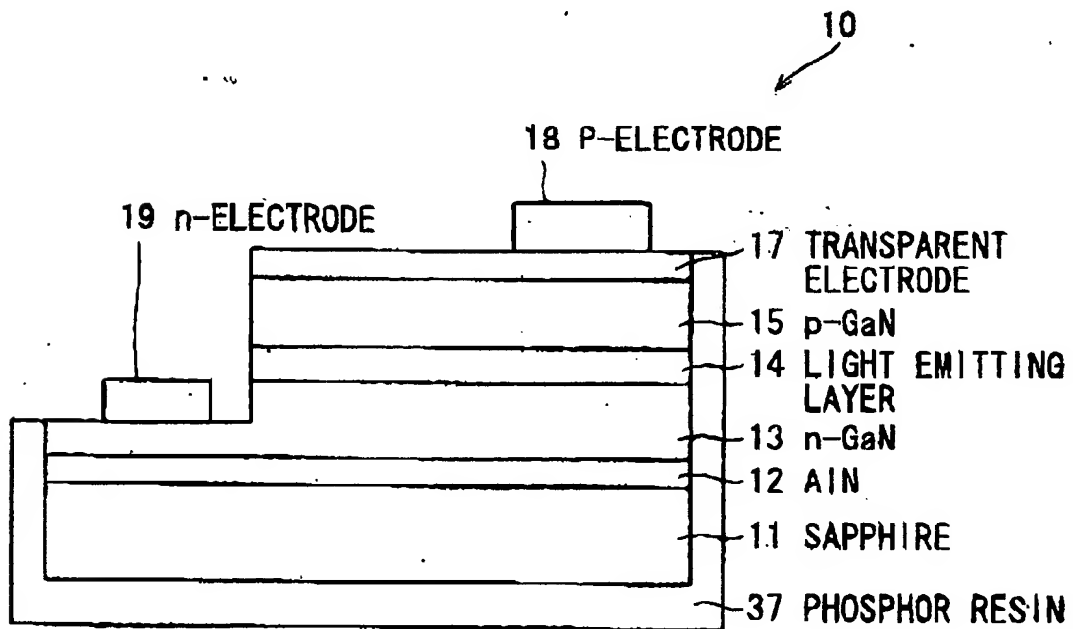 10
18 P-ELECTRODE
19 n-ELECTRODE
17 TRANSPARENT
ELECTRODE
15 p-GaN
14 LIGHT EMITTING
LAYER
13 n-GaN
12 AlN
11 SAPPHIRE
37 PHOSPHOR RESIN